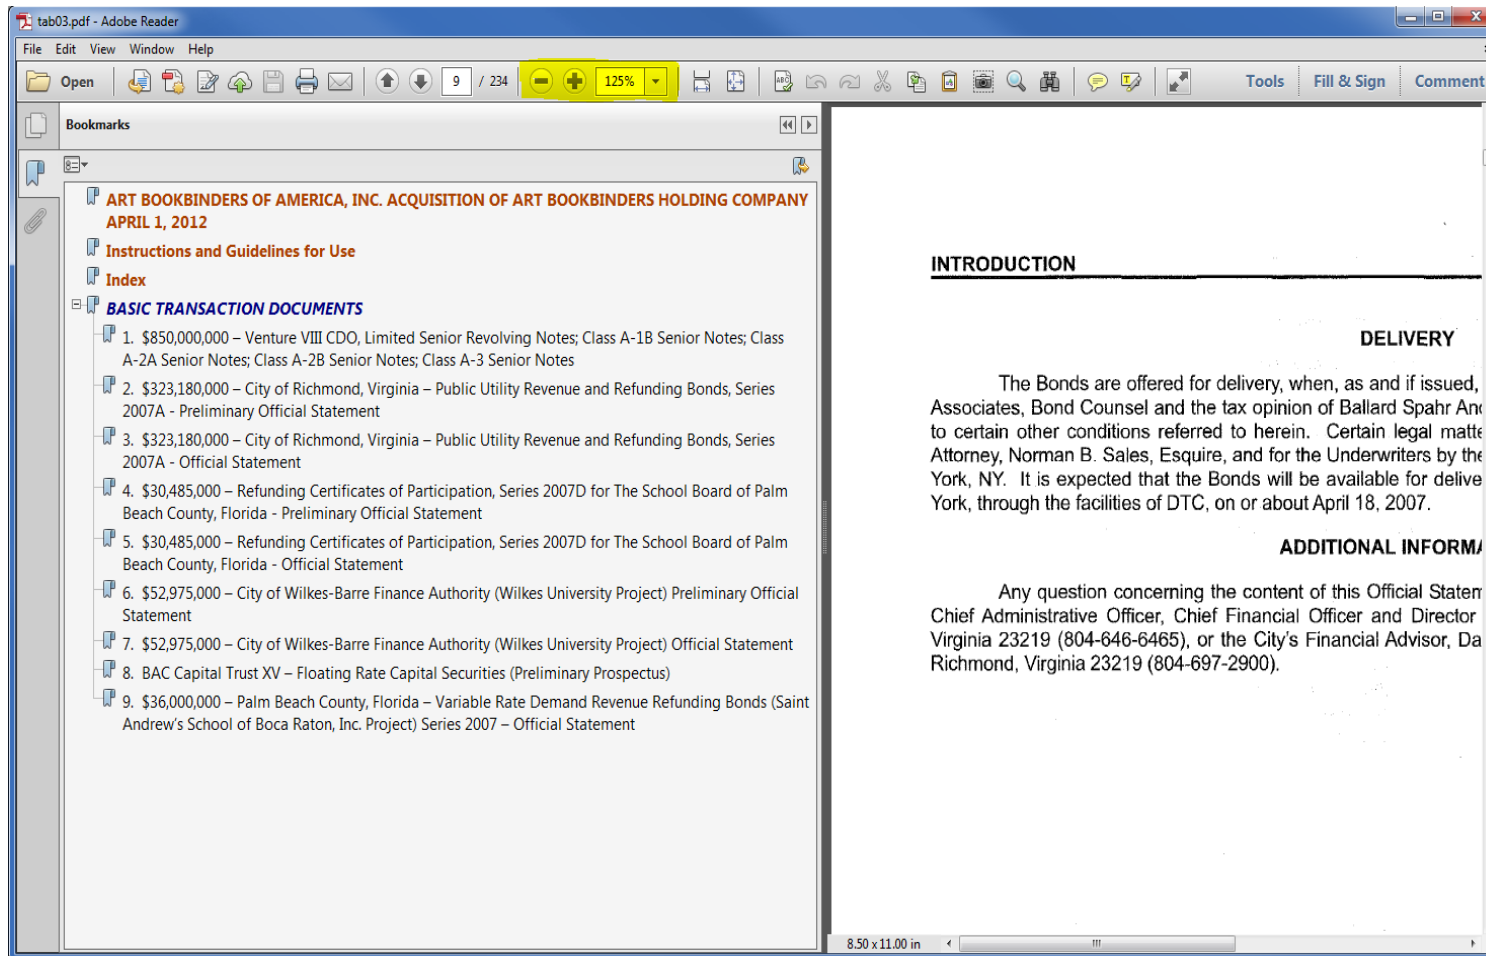 tab03.pdf - Adobe Reader
File Edit View Window Help
Open 9 / 234 125% Tools Fill & Sign Comment
Bookmarks
ART BOOKBINDERS OF AMERICA, INC. ACQUISITION OF ART BOOKBINDERS HOLDING COMPANY
APRIL 1, 2012
Instructions and Guidelines for Use
Index
BASIC TRANSACTION DOCUMENTS
1. $850,000,000 – Venture VIII CDO, Limited Senior Revolving Notes; Class A-1B Senior Notes; Class
A-2A Senior Notes; Class A-2B Senior Notes; Class A-3 Senior Notes
2. $323,180,000 – City of Richmond, Virginia – Public Utility Revenue and Refunding Bonds, Series
2007A - Preliminary Official Statement
3. $323,180,000 – City of Richmond, Virginia – Public Utility Revenue and Refunding Bonds, Series
2007A - Official Statement
4. $30,485,000 – Refunding Certificates of Participation, Series 2007D for The School Board of Palm
Beach County, Florida - Preliminary Official Statement
5. $30,485,000 – Refunding Certificates of Participation, Series 2007D for The School Board of Palm
Beach County, Florida - Official Statement
6. $52,975,000 – City of Wilkes-Barre Finance Authority (Wilkes University Project) Preliminary Official
Statement
7. $52,975,000 – City of Wilkes-Barre Finance Authority (Wilkes University Project) Official Statement
8. BAC Capital Trust XV – Floating Rate Capital Securities (Preliminary Prospectus)
9. $36,000,000 – Palm Beach County, Florida – Variable Rate Demand Revenue Refunding Bonds (Saint
Andrew's School of Boca Raton, Inc. Project) Series 2007 – Official Statement
INTRODUCTION
DELIVERY
The Bonds are offered for delivery, when, as and if issued,
Associates, Bond Counsel and the tax opinion of Ballard Spahr
to certain other conditions referred to herein. Certain legal
Attorney, Norman B. Sales, Esquire, and for the Underwriters by
York, NY. It is expected that the Bonds will be available for
York, through the facilities of DTC, on or about April 18, 2007.
ADDITIONAL
Any question concerning the content of this Official
Chief Administrative Officer, Chief Financial Officer and Director
Virginia 23219 (804-646-6465), or the City's Financial Advisor,
Richmond, Virginia 23219 (804-697-2900).
8.50 x 11.00 in